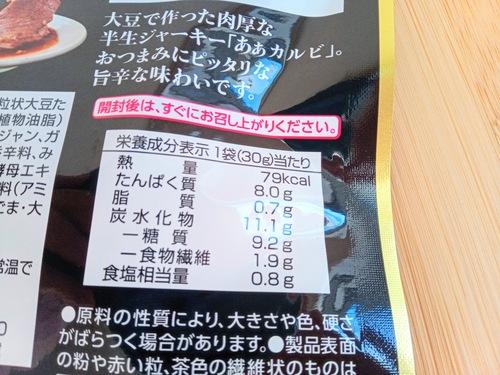 大豆で作った肉厚な
半生ジャーキー「あぁカルビ」。
おつまみにピッタリな
旨辛な味わいです。
開封後は、すぐにお召し上がりください。
粒状大豆た
植物油脂)
ジャン、ガ
辛料、み
酵母エキ
料(アミ
ごま・大
常温で
栄養成分表示 1袋(30g)当たり
熱量 79kcal
たんぱく質 8.0g
脂質 0.7g
炭水化物 11.1g
−糖質 9.2g
−食物繊維 1.9g
食塩相当量 0.8g
●原料の性質により、大きさや色、硬さ
がばらつく場合があります。●製品表面
の粉や赤い粒、茶色の繊維状のものは